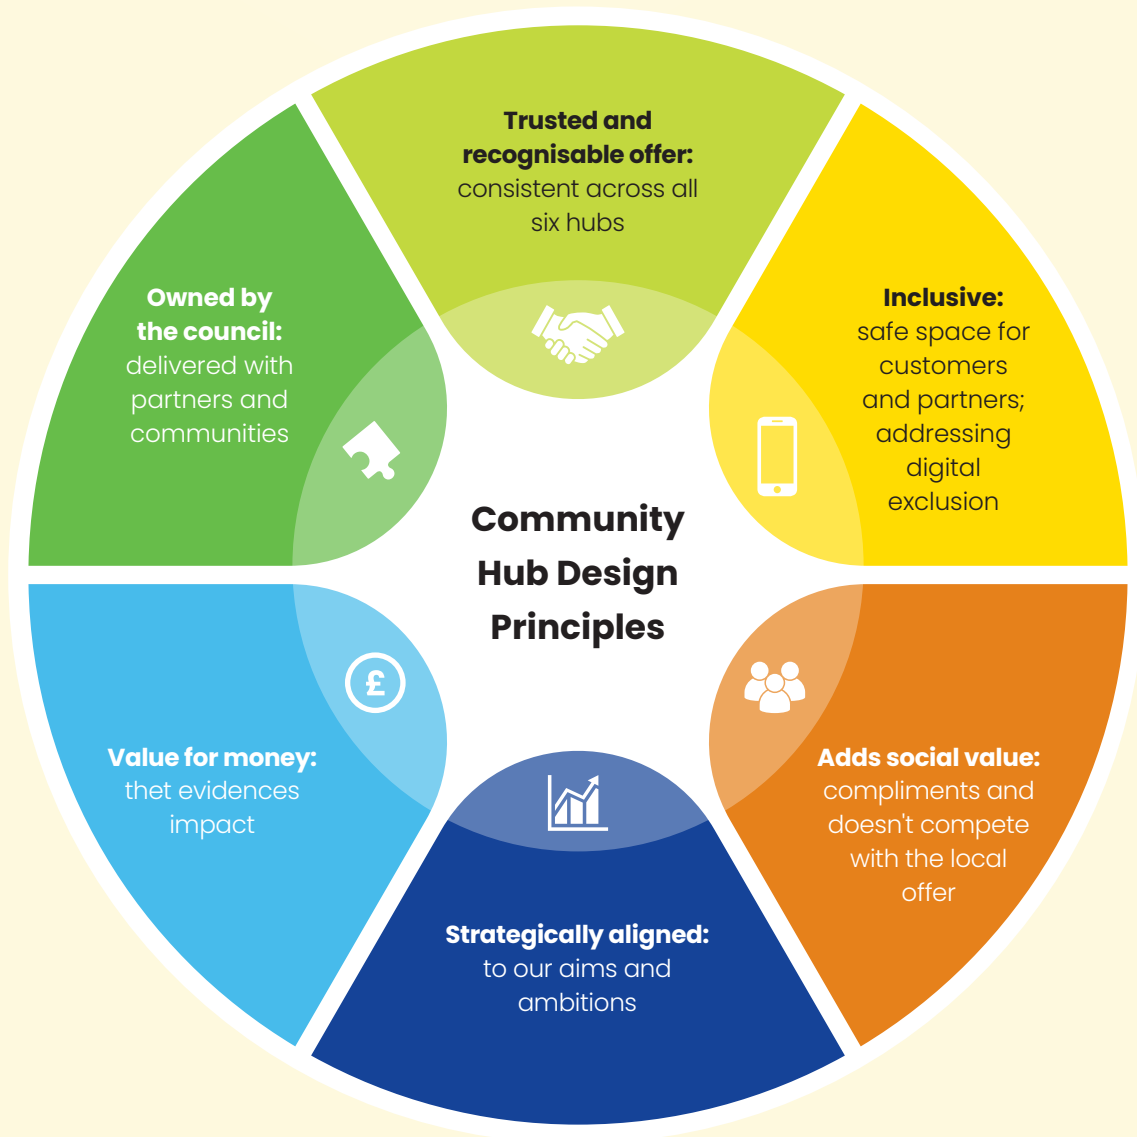 Trusted and
recognisable offer:
consistent across all
six hubs
Inclusive:
safe space for
customers
and partners;
addressing
digital
exclusion
Adds social value:
compliments and
doesn't compete
with the local
offer
Strategically aligned:
to our aims and
ambitions
Value for money:
thet evidences
impact
£
Owned by
the council:
delivered with
partners and
communities
Community
Hub Design
Principles